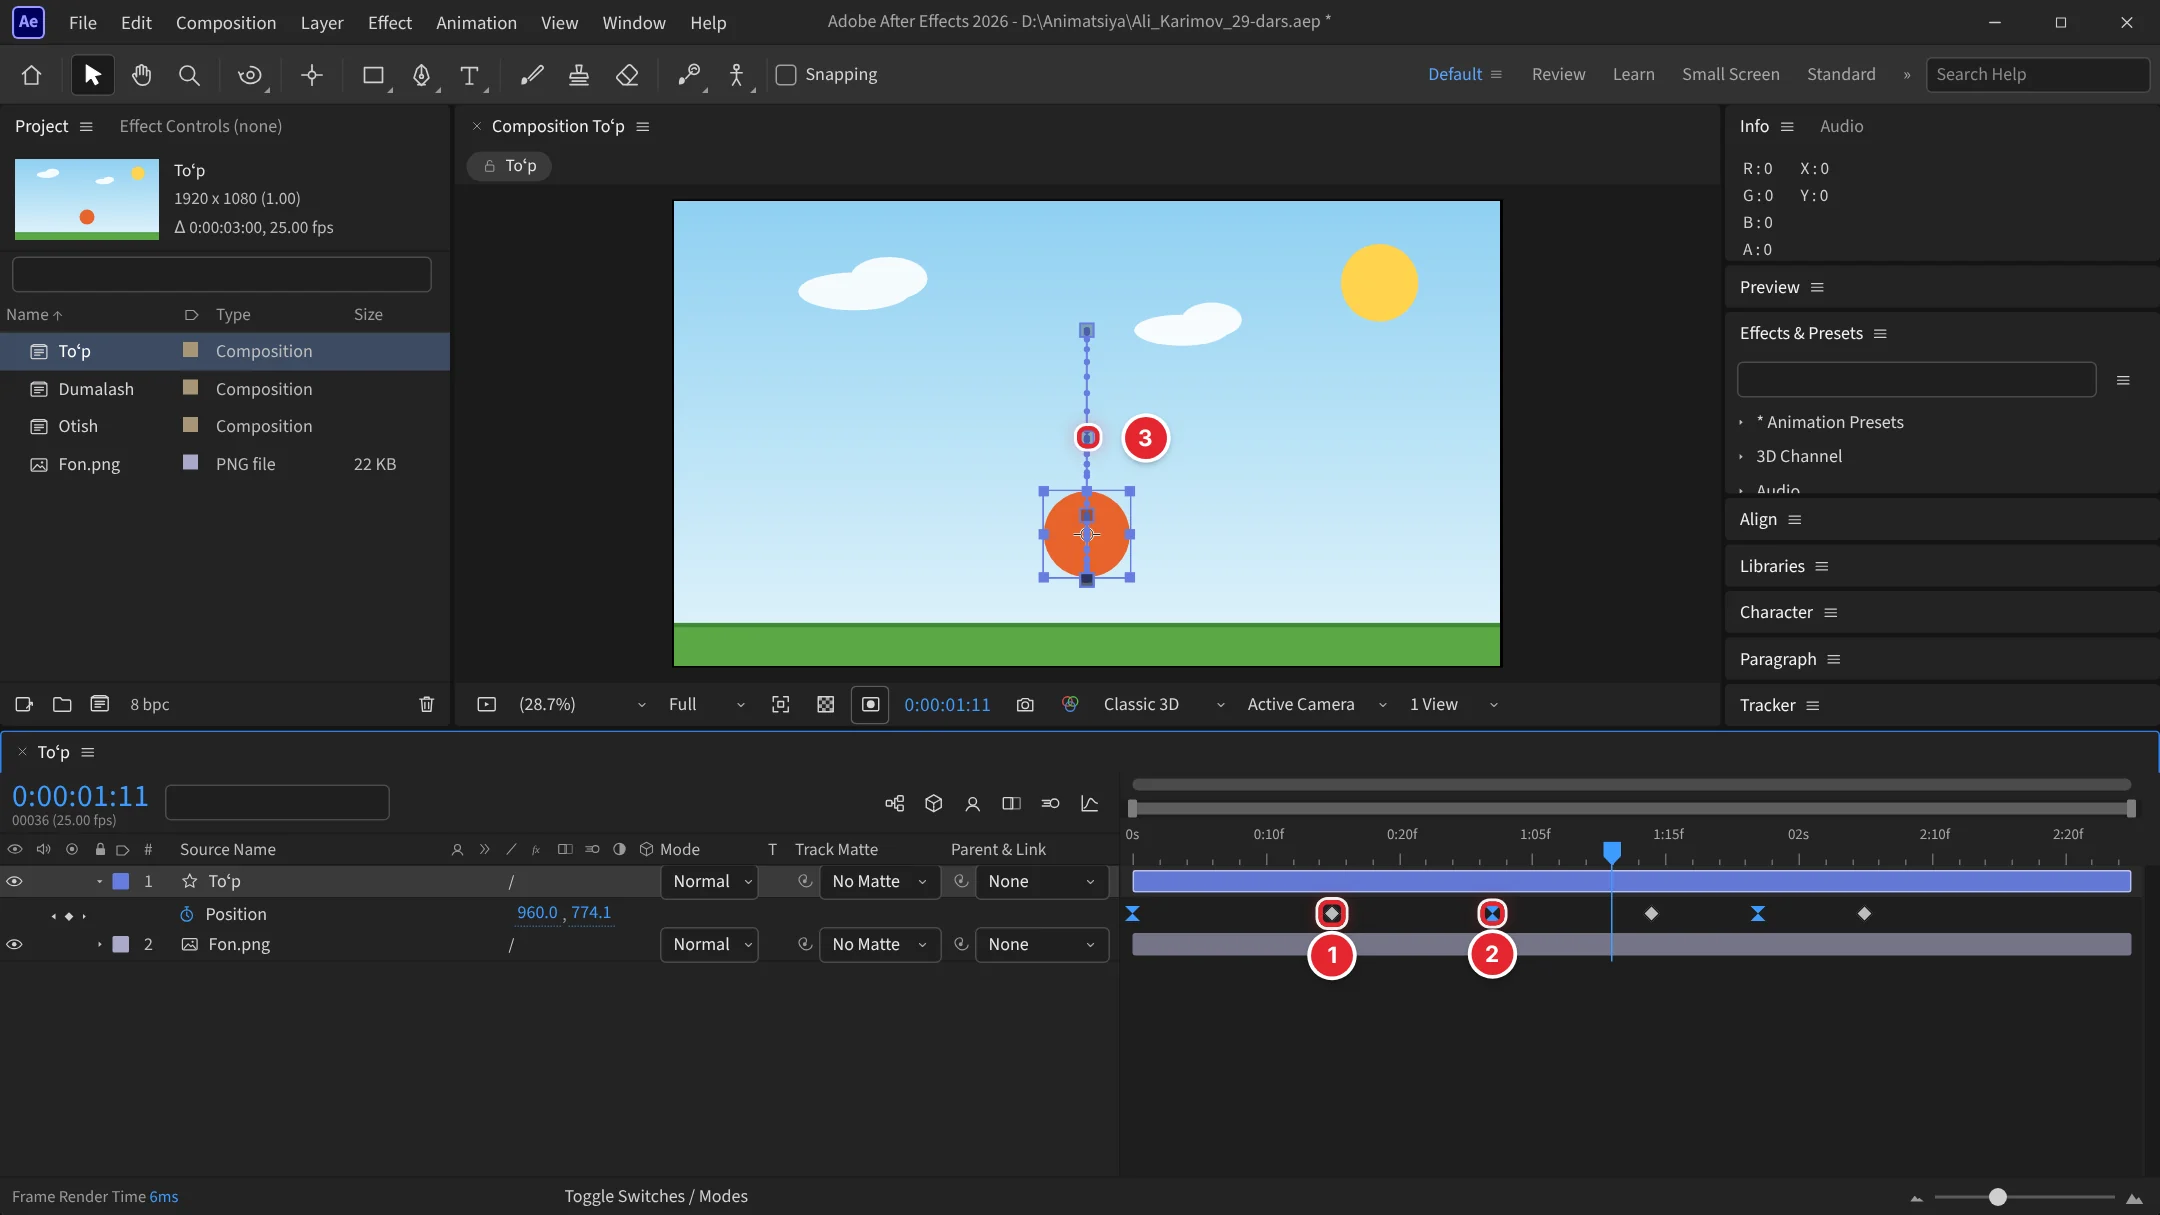 Ae File Edit Composition Layer Effect Animation View Window Help Adobe After Effects 2026 - D:\Animatsiya\Ali_Karimov_29-dars.aep *
Snapping Default Review Learn Small Screen Standard » Search Help
Project Effect Controls (none)
Toʻp
1920 x 1080 (1.00)
Δ 0:00:03:00, 25.00 fps
Name Type Size
Toʻp Composition
Dumalash Composition
Otish Composition
Fon.png PNG file 22 KB
8 bpc
Composition Toʻp
Toʻp
3
(28.7%) Full 0:00:01:11 Classic 3D Active Camera 1 View
Info Audio
R : 0 X : 0
G : 0 Y : 0
B : 0
A : 0
Preview
Effects & Presets
* Animation Presets
3D Channel
Audio
Align
Libraries
Character
Paragraph
Tracker
Toʻp
0:00:01:11
00036 (25.00 fps)
0s 0:10f 0:20f 1:05f 1:15f 02s 2:10f 2:20f
# Source Name fx Mode T Track Matte Parent & Link
1 Toʻp / Normal No Matte None
Position 960.0 , 774.1
2 Fon.png / Normal No Matte None
1 2
Frame Render Time 6ms Toggle Switches / Modes